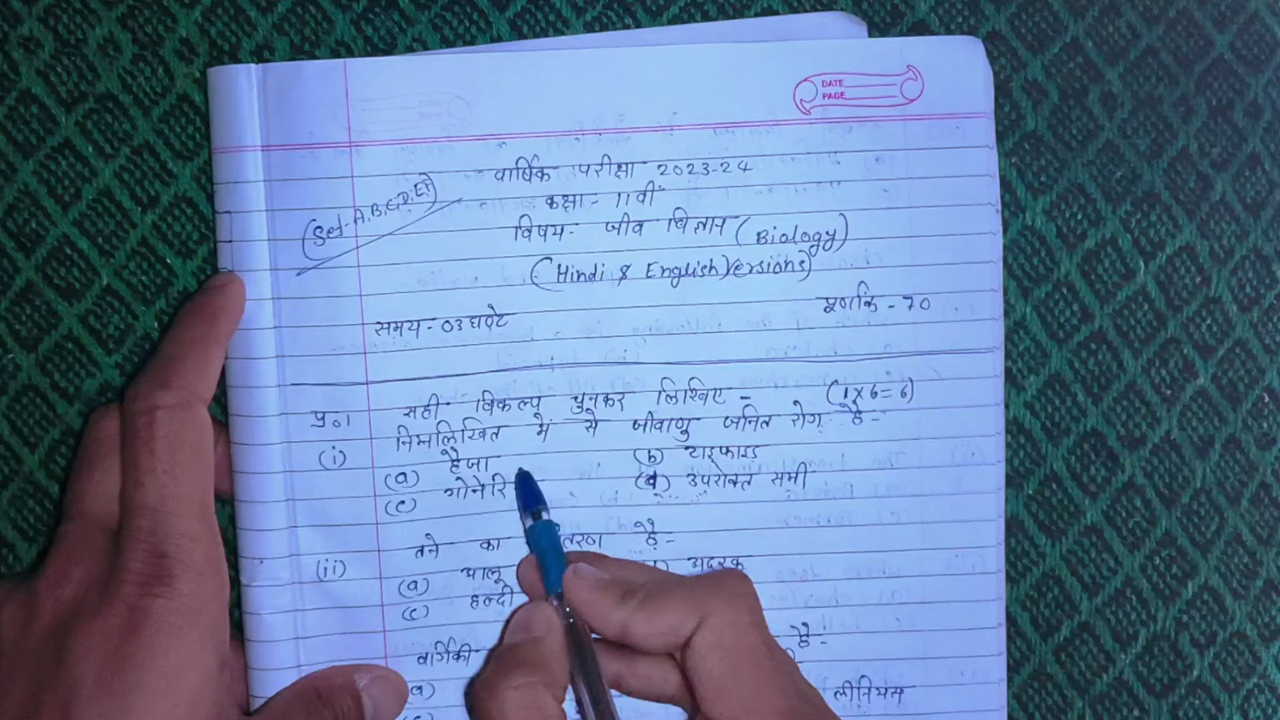 DATE
PAGE
वार्षिक परीक्षा 2023-24
कक्षा - 11वीं
(Set-A,B,C,D,E,F)
विषय- जीव विज्ञान (Biology)
(Hindi & English Versions)
समय - 03 घण्टे
पूर्णांक - 70
प्र०1 सही विकल्प चुनकर लिखिए - (1x6=6)
(i) निम्नलिखित में से जीवाणु जनित रोग है -
(a) हैजा (b) टाइफाइड
(c) गोनेरि (d) उपरोक्त सभी
(ii) तने का है -
(a) आलू अदरक
(c) हल्दी
वर्गिकी है -
(a) लीनियस